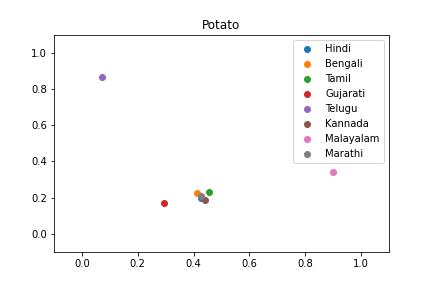 Potato
1.0
0.8
0.6
0.4
0.2
0.0
0.0
0.2
0.4
0.6
0.8
1.0
Hindi
Bengali
Tamil
Gujarati
Telugu
Kannada
Malayalam
Marathi